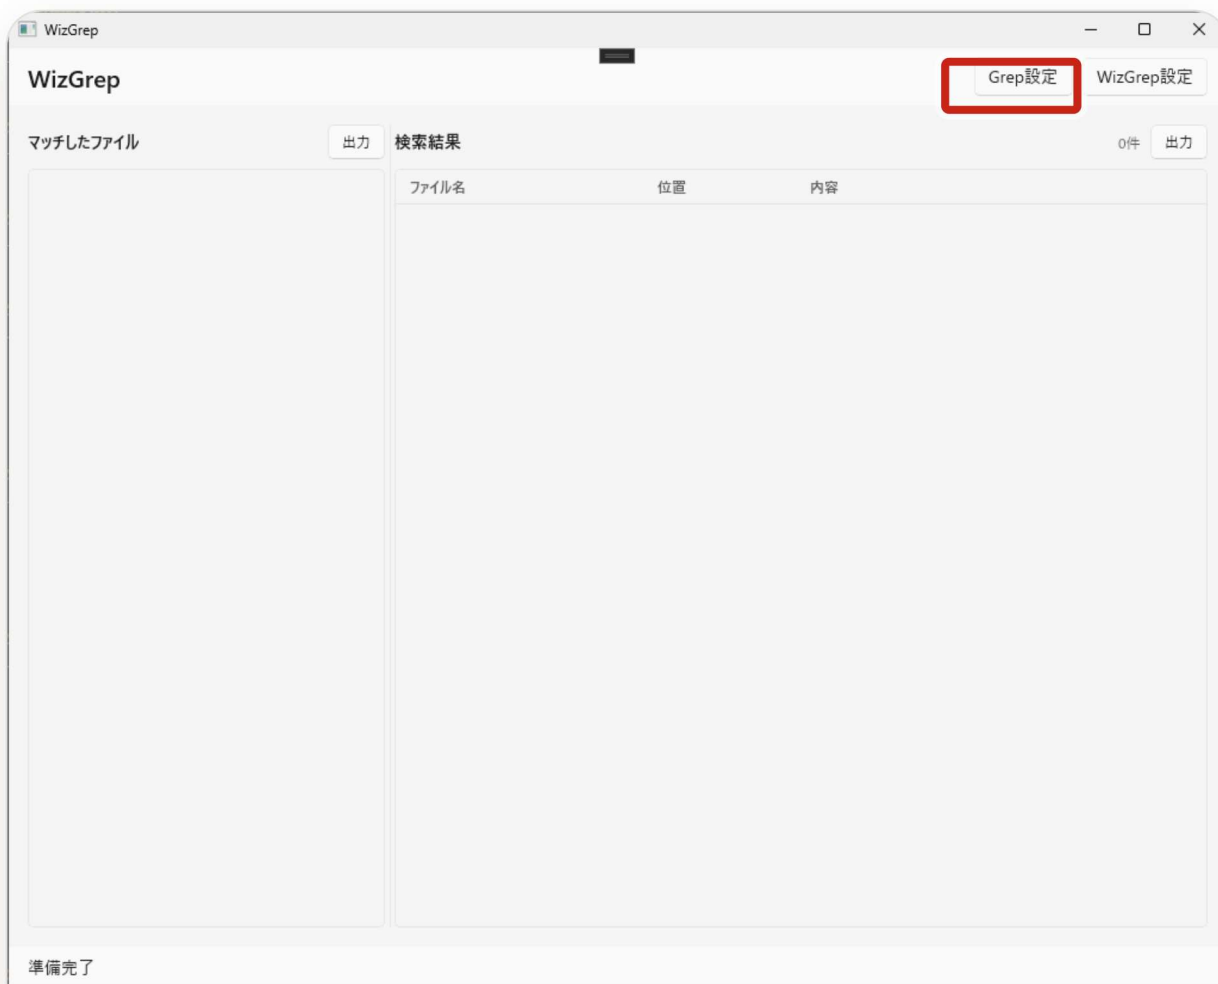 WizGrep
WizGrep
Grep設定
WizGrep設定
マッチしたファイル
出力
検索結果
0件
出力
ファイル名
位置
内容
準備完了